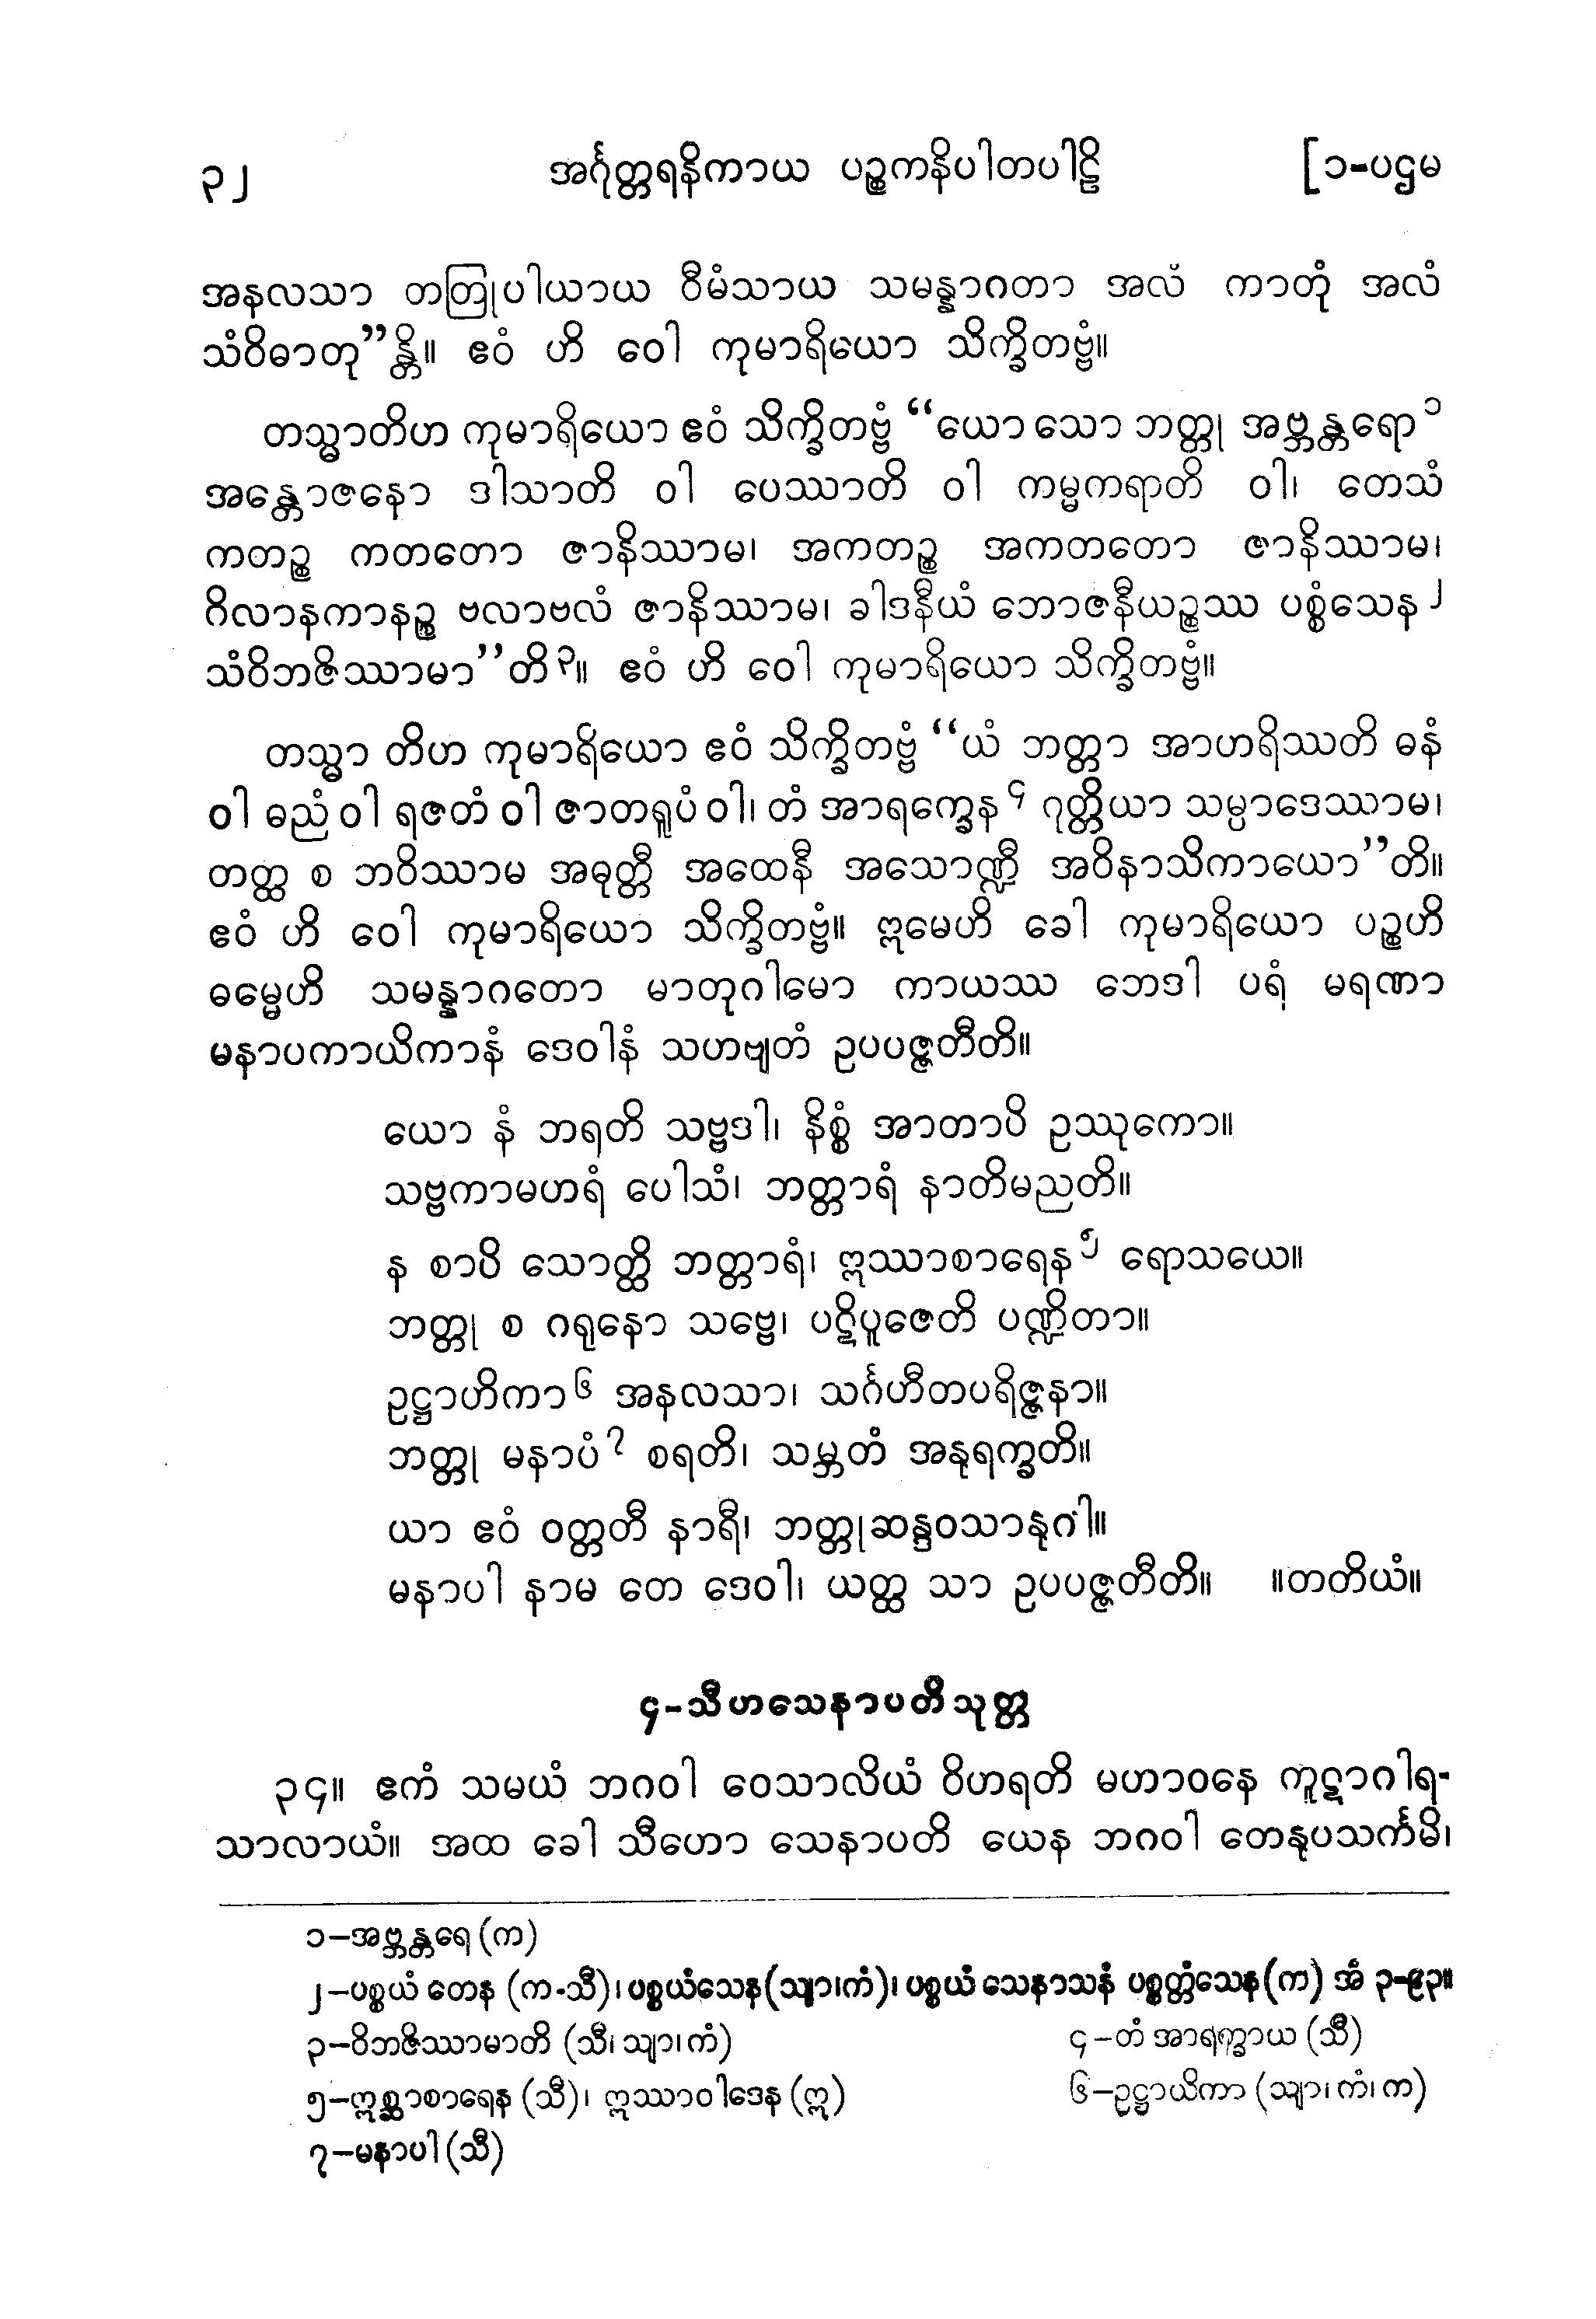 ၃၂ အင်္ဂုတ္တရနိကာယ ပဉ္စကနိပါတပါဠိ [၁-ပဌမ
အနလသာ တတြုပါယာယ ဝီမံသာယ သမန္နာဂတာ အလံ ကာတုံ အလံ
သံဝိဓာတု”န္တိ။ ဧဝံ ဟိ ဝေါ ကုမာရိယော သိက္ခိတဗ္ဗံ။
တသ္မာတိဟ ကုမာရိယော ဧဝံ သိက္ခိတဗ္ဗံ “ယော သော ဘတ္တု အဗ္ဘန္တရော၁
အန္တောဇနော ဒါသာတိ ဝါ ပေဿာတိ ဝါ ကမ္မကရာတိ ဝါ၊ တေသံ
ကတဉ္စ ကတတော ဇာနိဿာမ၊ အကတဉ္စ အကတတော ဇာနိဿာမ၊
ဂိလာနကာနဉ္စ ဗလာဗလံ ဇာနိဿာမ၊ ခါဒနီယံ ဘောဇနီယဉ္စဿ ပစ္စံသေန၂
သံဝိဘဇိဿာမာ”တိ၃။ ဧဝံ ဟိ ဝေါ ကုမာရိယော သိက္ခိတဗ္ဗံ။
တသ္မာ တိဟ ကုမာရိယော ဧဝံ သိက္ခိတဗ္ဗံ “ယံ ဘတ္တာ အာဟရိဿတိ ဓနံ
ဝါ ဓညံ ဝါ ရဇတံ ဝါ ဇာတရူပံ ဝါ၊ တံ အာရက္ခေန၄ ဂုတ္တိယာ သမ္ပာဒေဿာမ၊
တတ္ထ စ ဘဝိဿာမ အဓုတ္တီ အထေနီ အသောဏ္ဍီ အဝိနာသိကာယော”တိ။
ဧဝံ ဟိ ဝေါ ကုမာရိယော သိက္ခိတဗ္ဗံ။ ဣမေဟိ ခေါ ကုမာရိယော ပဉ္စဟိ
ဓမ္မေဟိ သမန္နာဂတော မာတုဂါမော ကာယဿ ဘေဒါ ပရံ မရဏာ
မနာပကာယိကာနံ ဒေဝါနံ သဟဗျတံ ဥပပဇ္ဇတီတိ။
ယော နံ ဘရတိ သဗ္ဗဒါ၊ နိစ္စံ အာတာပိ ဥဿုကော။
သဗ္ဗကာမဟရံ ပေါသံ၊ ဘတ္တာရံ နာတိမညတိ။
န စာပိ သောတ္ထိ ဘတ္တာရံ၊ ဣဿာစာရေန၅ ရောသယေ။
ဘတ္တု စ ဂရုနော သဗ္ဗေ၊ ပဋိပူဇေတိ ပဏ္ဍိတာ။
ဥဋ္ဌာဟိကာ၆ အနလသာ၊ သင်္ဂဟိတပရိဇ္ဇနာ။
ဘတ္တု မနာပံ၇ စရတိ၊ သမ္ဘတံ အနုရက္ခတိ။
ယာ ဧဝံ ဝတ္တတီ နာရီ၊ ဘတ္တုဆန္ဒဝသာနုဂါ။
မနာပါ နာမ တေ ဒေဝါ၊ ယတ္ထ သာ ဥပပဇ္ဇတီတိ။ ။တတိယံ။
၄-သီဟသေနာပတိသုတ္တ
၃၄။ ဧကံ သမယံ ဘဂဝါ ဝေသာလိယံ ဝိဟရတိ မဟာဝနေ ကူဋာဂါရ-
သာလာယံ။ အထ ခေါ သီဟော သေနာပတိ ယေန ဘဂဝါ တေနုပသင်္ကမိ၊
၁–အဗ္ဘန္တရေ (က)
၂–ပစ္စယံ တေန (က-သီ)၊ ပစ္စယံသေန(သျာ၊ကံ)၊ ပစ္စယံ သေနာသနံ ပစ္စတ္တံသေန(က) အံ ၃-၉၃။
၃–ဝိဘဇိဿာမာတိ (သီ၊ သျာ၊ ကံ) ၄–တံ အာရက္ခာယ (သီ)
၅–ဣစ္ဆာစာရေန (သီ)၊ ဣဿာဝါဒေန (ဣ) ၆–ဥဋ္ဌာယိကာ (သျာ၊ ကံ၊ က)
၇–မနာပါ (သီ)